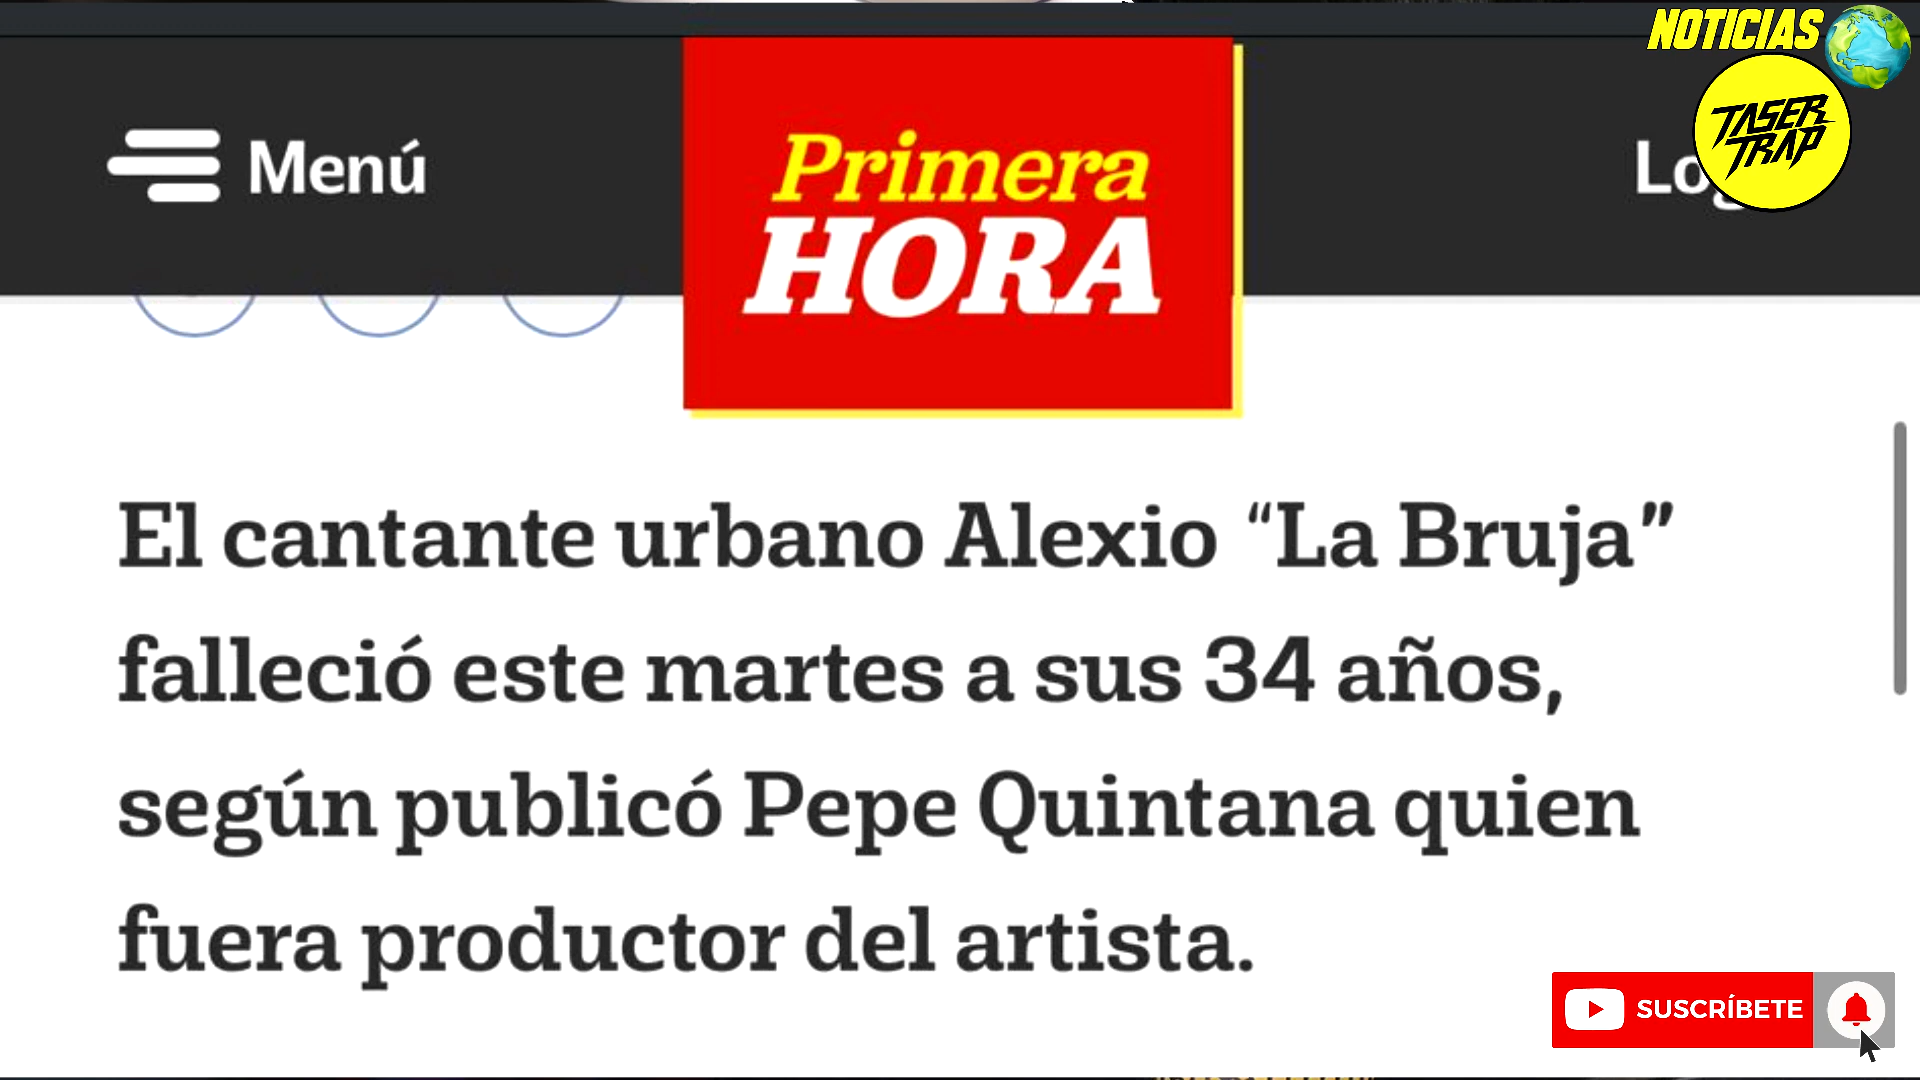 NOTICIAS
TASER
TRAP
Menú
Primera
HORA
El cantante urbano Alexio “La Bruja”
falleció este martes a sus 34 años,
según publicó Pepe Quintana quien
fuera productor del artista.
SUSCRÍBETE